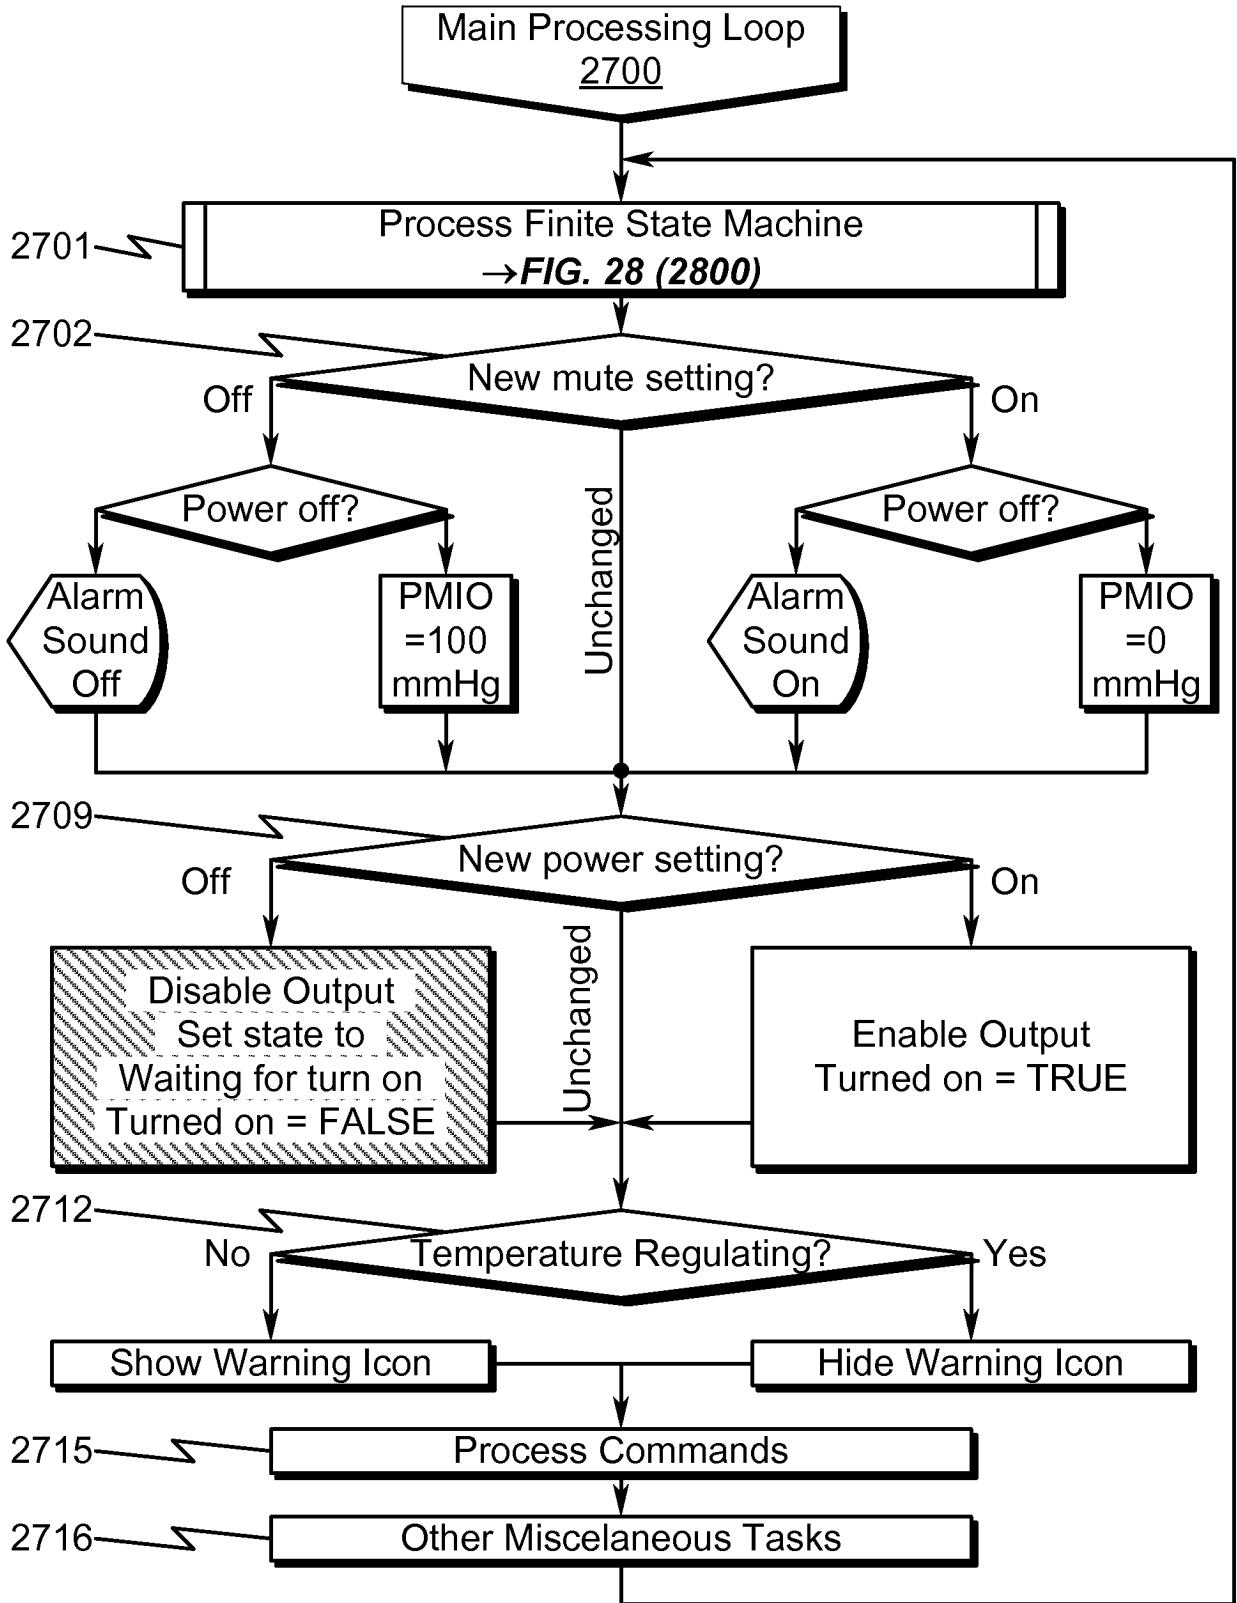 Main Processing Loop
2700
2701
Process Finite State Machine
→FIG. 28 (2800)
2702
New mute setting?
Off
On
Power off?
Power off?
Alarm
Sound
Off
PMIO
=100
mmHg
Unchanged
Alarm
Sound
On
PMIO
=0
mmHg
2709
New power setting?
Off
On
Disable Output
Set state to
Waiting for turn on
Turned on = FALSE
Unchanged
Enable Output
Turned on = TRUE
2712
Temperature Regulating?
No
Yes
Show Warning Icon
Hide Warning Icon
2715
Process Commands
2716
Other Miscelaneous Tasks